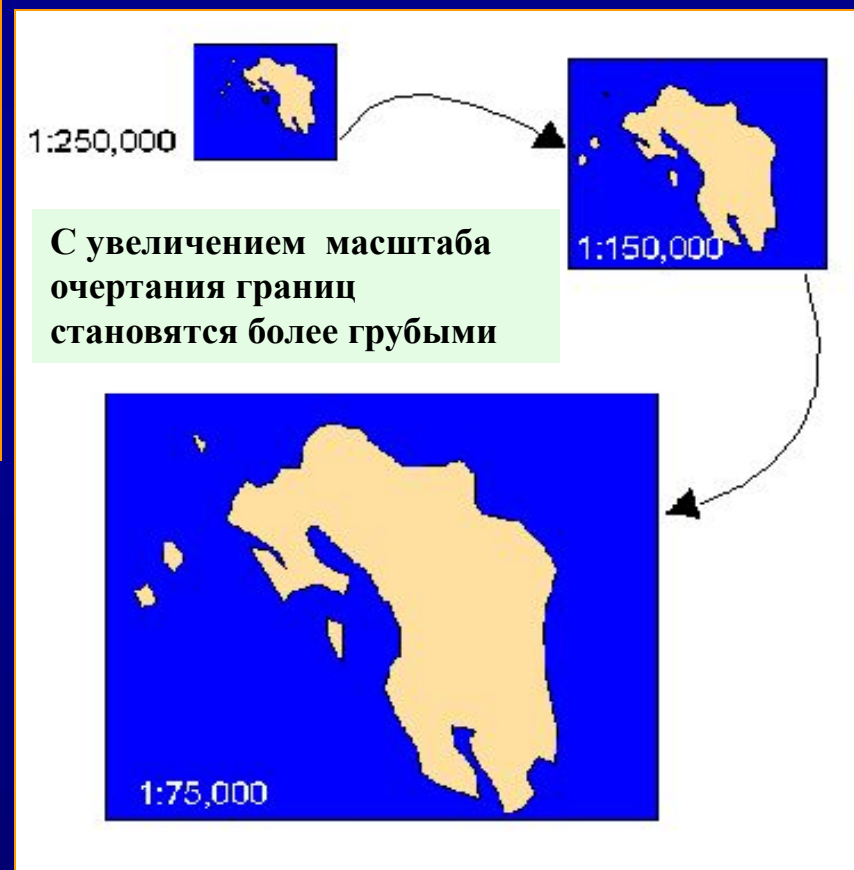 1:250,000
1:150,000
С увеличением масштаба
очертания границ
становятся более грубыми
1:75,000